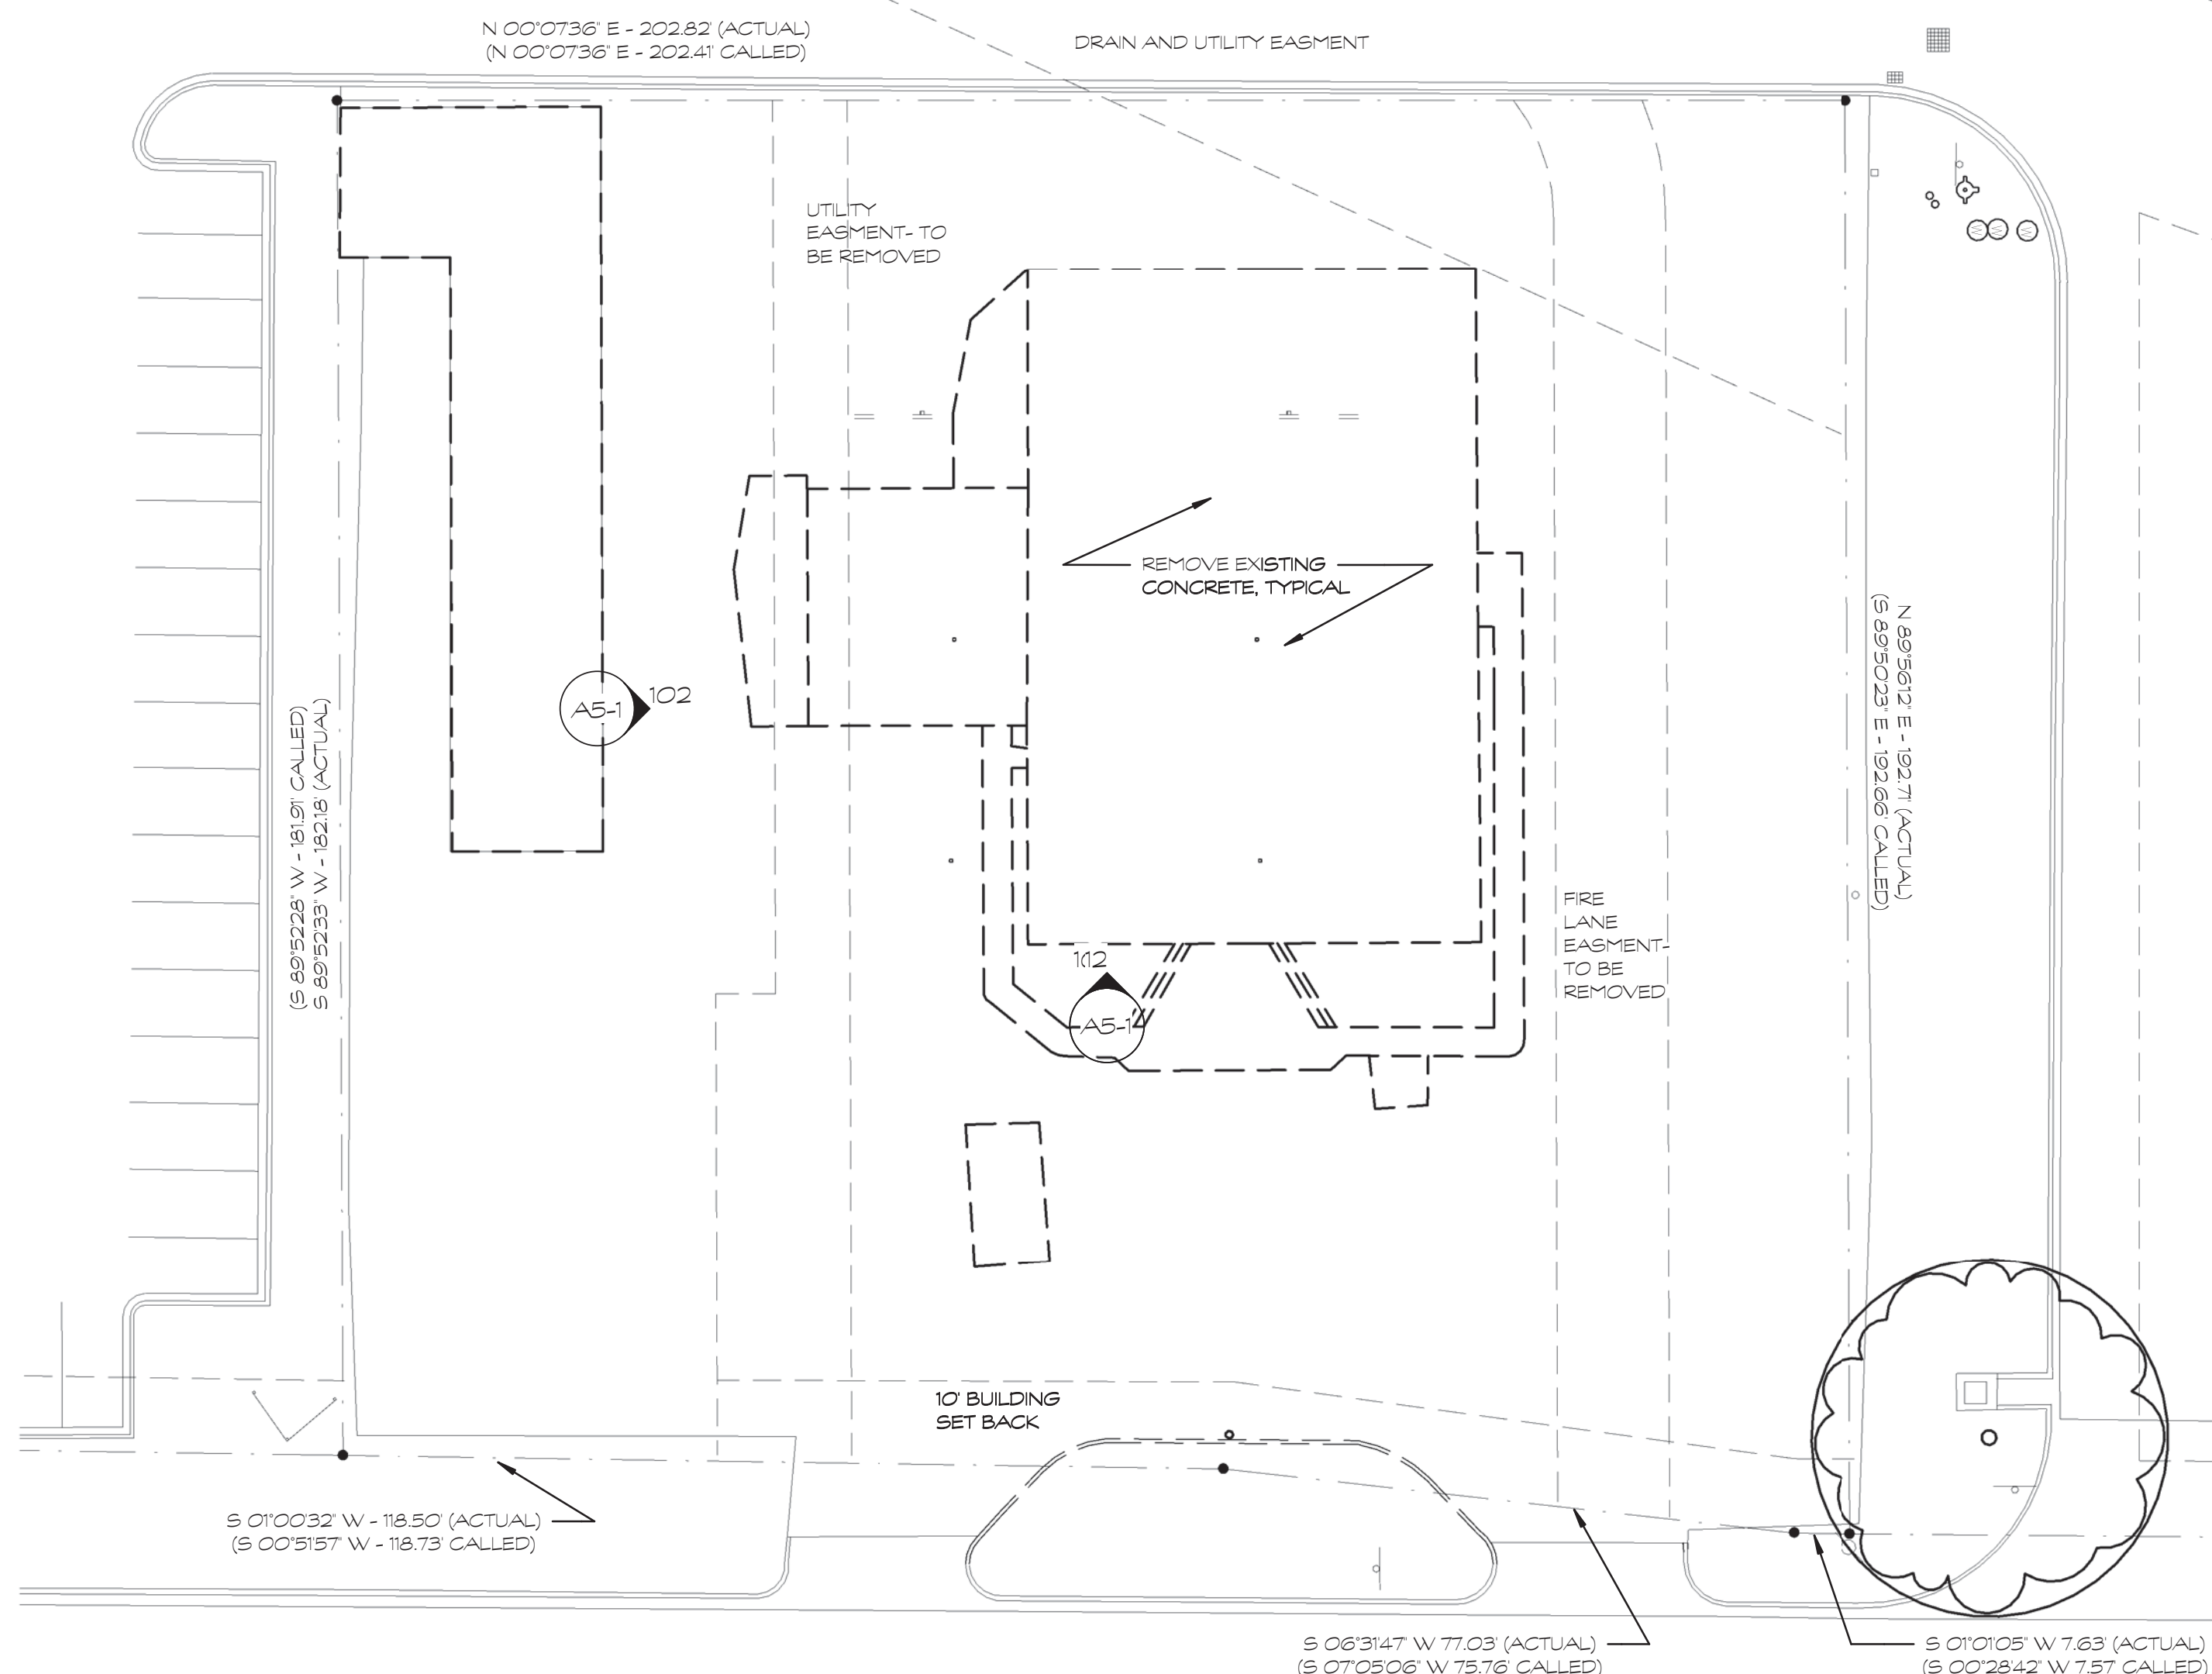 N 00°07'36" E - 202.82' (ACTUAL)
(N 00°07'36" E - 202.41' CALLED)
DRAIN AND UTILITY EASMENT
UTILITY
EASMENT- TO
BE REMOVED
REMOVE EXISTING
CONCRETE, TYPICAL
A5-1
102
(S 89°52'28" W - 181.91' CALLED)
S 89°52'33" W - 182.18' (ACTUAL)
N 89°56'12" E - 192.71' (ACTUAL)
(S 89°50'23" E - 192.66' CALLED)
FIRE
LANE
EASMENT-
TO BE
REMOVED
A5-1
10' BUILDING
SET BACK
S 01°00'32" W - 118.50' (ACTUAL)
(S 00°51'57" W - 118.73' CALLED)
S 06°31'47" W 77.03' (ACTUAL)
(S 07°05'06" W 75.76' CALLED)
S 01°01'05" W 7.63' (ACTUAL)
(S 00°28'42" W 7.57' CALLED)